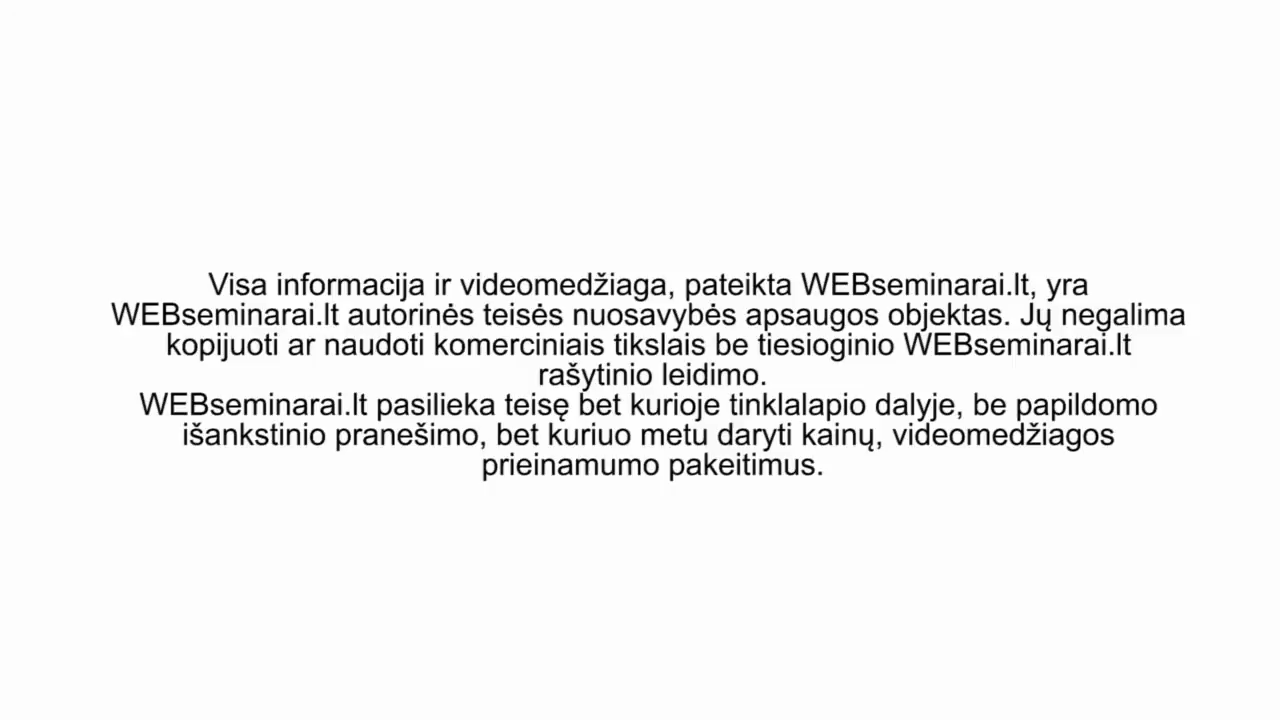 Visa informacija ir videomedžiaga, pateikta WEBseminarai.lt, yra
WEBseminarai.lt autorinės teisės nuosavybės apsaugos objektas. Jų negalima
kopijuoti ar naudoti komerciniais tikslais be tiesioginio WEBseminarai.lt
rašytinio leidimo.
WEBseminarai.lt pasilieka teisę bet kurioje tinklalapio dalyje, be papildomo
išankstinio pranešimo, bet kuriuo metu daryti kainų, videomedžiagos
prieinamumo pakeitimus.